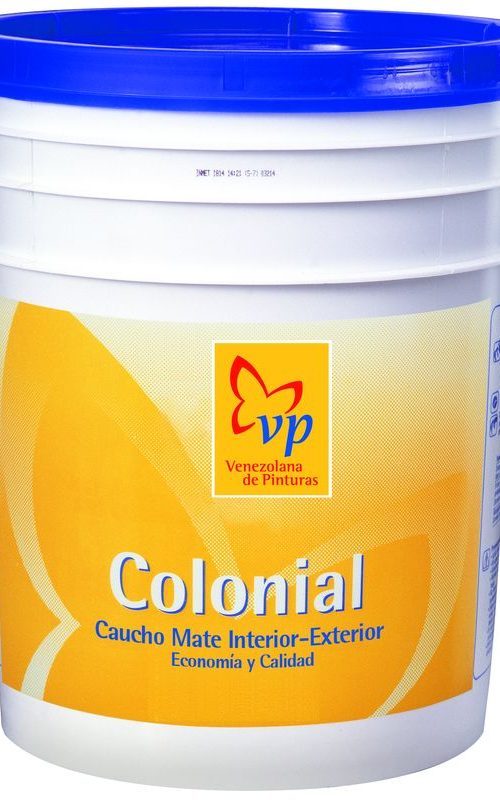 vp
Venezolana
de Pinturas
Colonial
Caucho Mate Interior-Exterior
Economía y Calidad